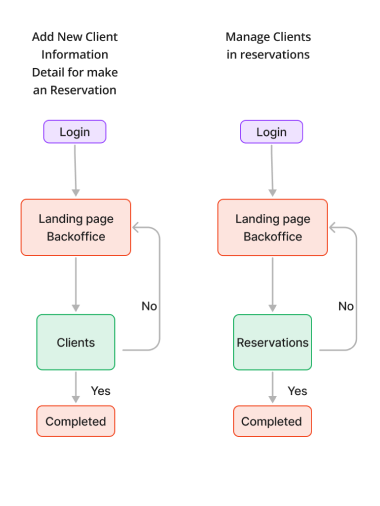 Add New Client
Information
Detail for make
an Reservation
Login
Landing page
Backoffice
No
Clients
Yes
Completed
Manage Clients
in reservations
Login
Landing page
Backoffice
No
Reservations
Yes
Completed